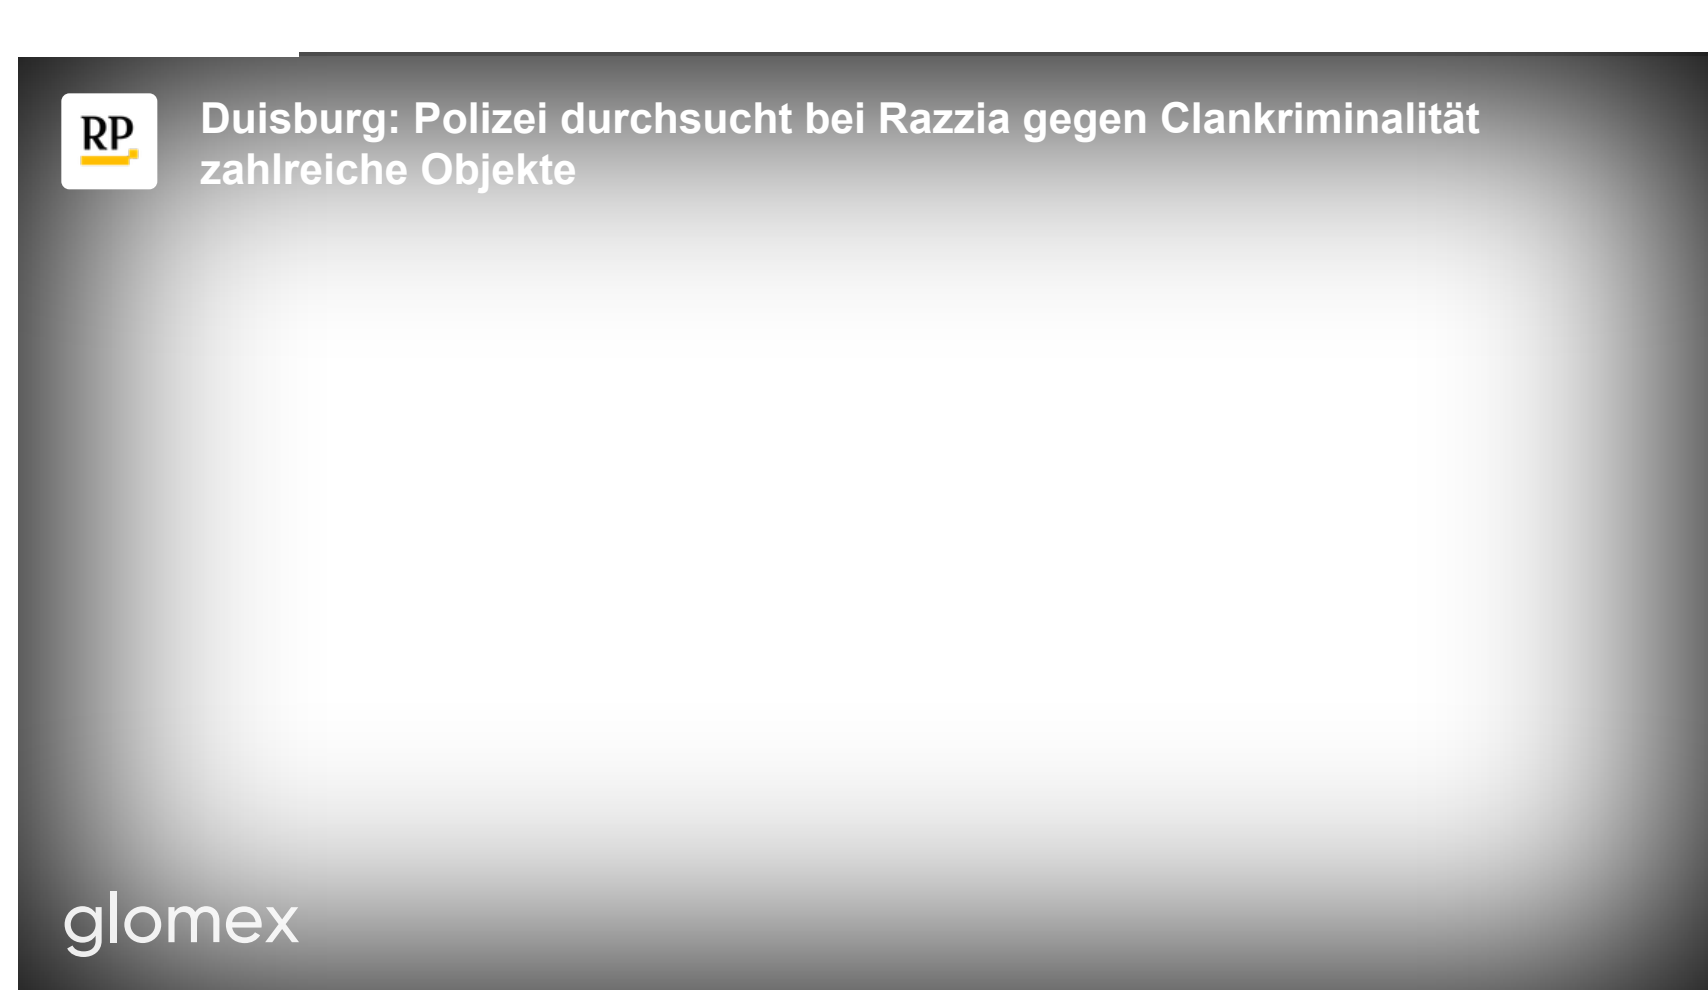 RP
Duisburg: Polizei durchsucht bei Razzia gegen Clankriminalität
zahlreiche Objekte
glomex